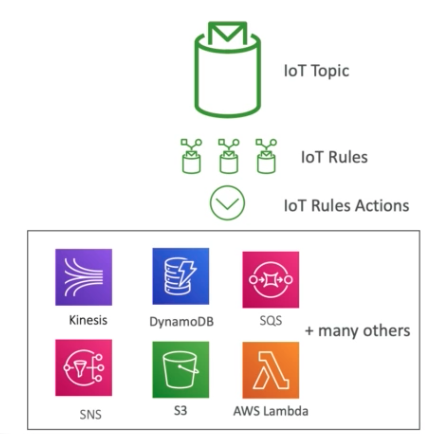 IoT Topic
IoT Rules
IoT Rules Actions
Kinesis
DynamoDB
SQS
+ many others
SNS
S3
AWS Lambda